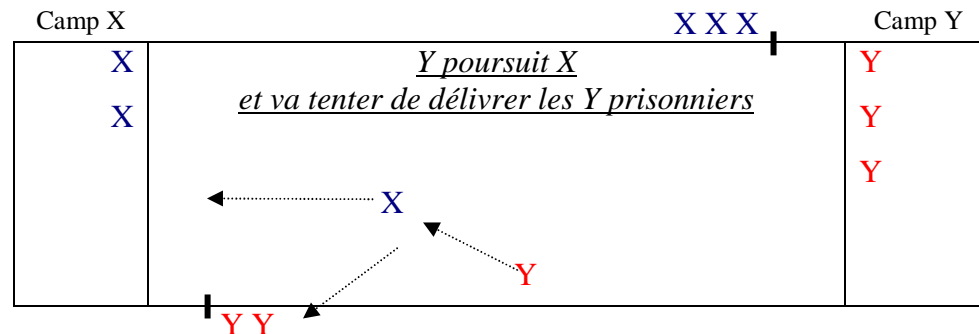 Camp X X X X Camp Y
X Y poursuit X Y
X et va tenter de délivrer les Y prisonniers Y
Y
X
Y
Y Y